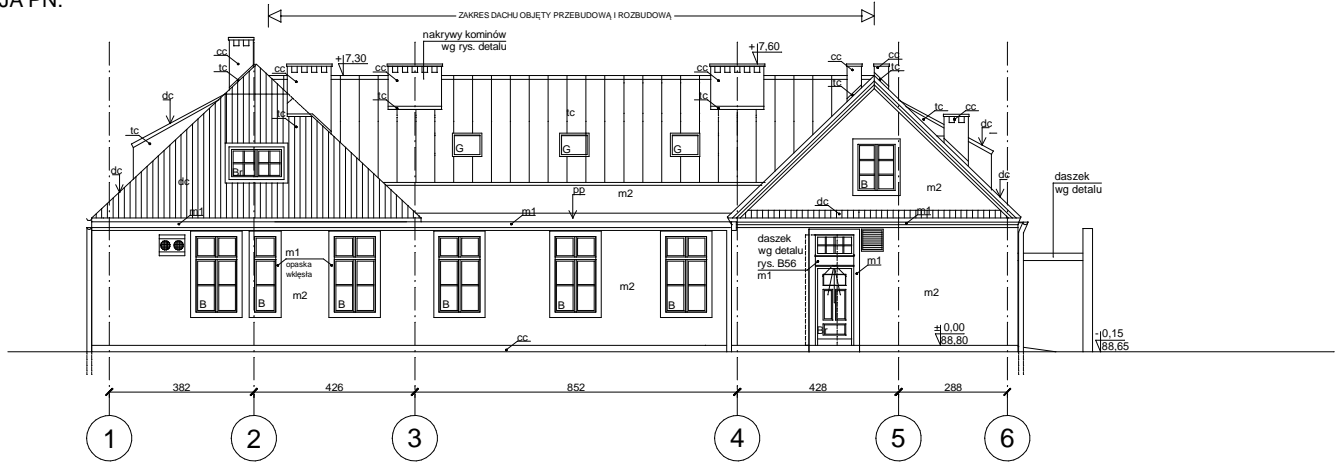 JA PN.
ZAKRES DACHU OBJĘTY PRZEBUDOWĄ I ROZBUDOWĄ
nakrywy kominów
wg rys. detalu
+7,30
+7,60
cc
cc
cc
cc
cc
cc
cc
tc
tc
tc
tc
tc
tc
tc
tc
tc
dc
dc
dc
dc
dc
dc
G
G
G
Br
B
pp
m2
m2
m1
m1
m1
daszek
wg detalu
daszek
wg detalu
rys. B56
m1
m1
m1
opaska
wklęsła
m2
m2
m2
B
B
B
B
B
B
Br
cc
± 0,00
88,80
-0,15
88,65
382
426
852
428
288
1
2
3
4
5
6